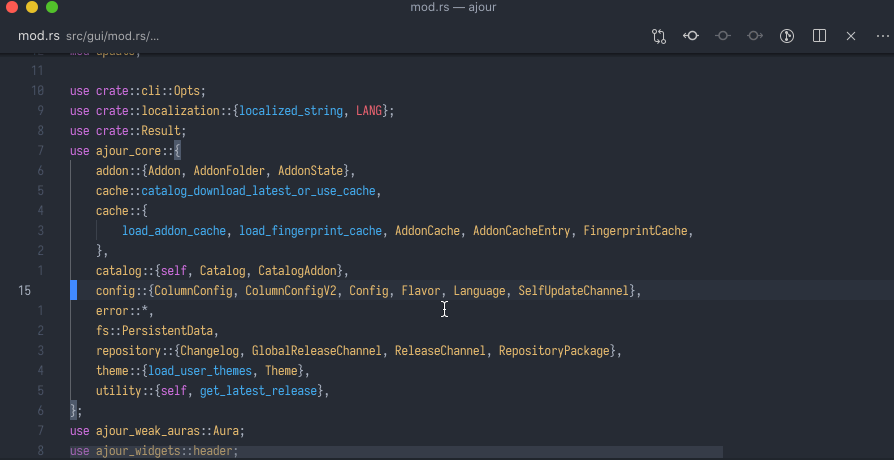 mod.rs — ajour
mod.rs src/gui/mod.rs/...
12 mod update;
11
10 use crate::cli::Opts;
9 use crate::localization::{localized_string, LANG};
8 use crate::Result;
7 use ajour_core::{
6 addon::{Addon, AddonFolder, AddonState},
5 cache::catalog_download_latest_or_use_cache,
4 cache::{
3 load_addon_cache, load_fingerprint_cache, AddonCache, AddonCacheEntry, FingerprintCache,
2 },
1 catalog::{self, Catalog, CatalogAddon},
15 config::{ColumnConfig, ColumnConfigV2, Config, Flavor, Language, SelfUpdateChannel},
1 error::*,
2 fs::PersistentData,
3 repository::{Changelog, GlobalReleaseChannel, ReleaseChannel, RepositoryPackage},
4 theme::{load_user_themes, Theme},
5 utility::{self, get_latest_release},
6 };
7 use ajour_weak_auras::Aura;
8 use ajour_widgets::header;